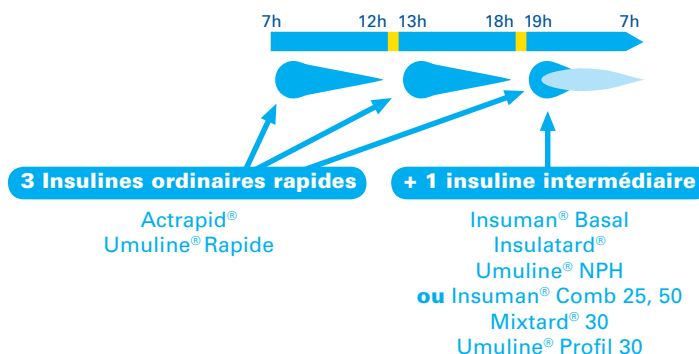 7h 12h 13h 18h 19h 7h
3 Insulines ordinaires rapides
Actrapid®
Umuline® Rapide
+ 1 insuline intermédiaire
Insuman® Basal
Insulatard®
Umuline® NPH
ou Insuman® Comb 25, 50
Mixtard® 30
Umuline® Profil 30